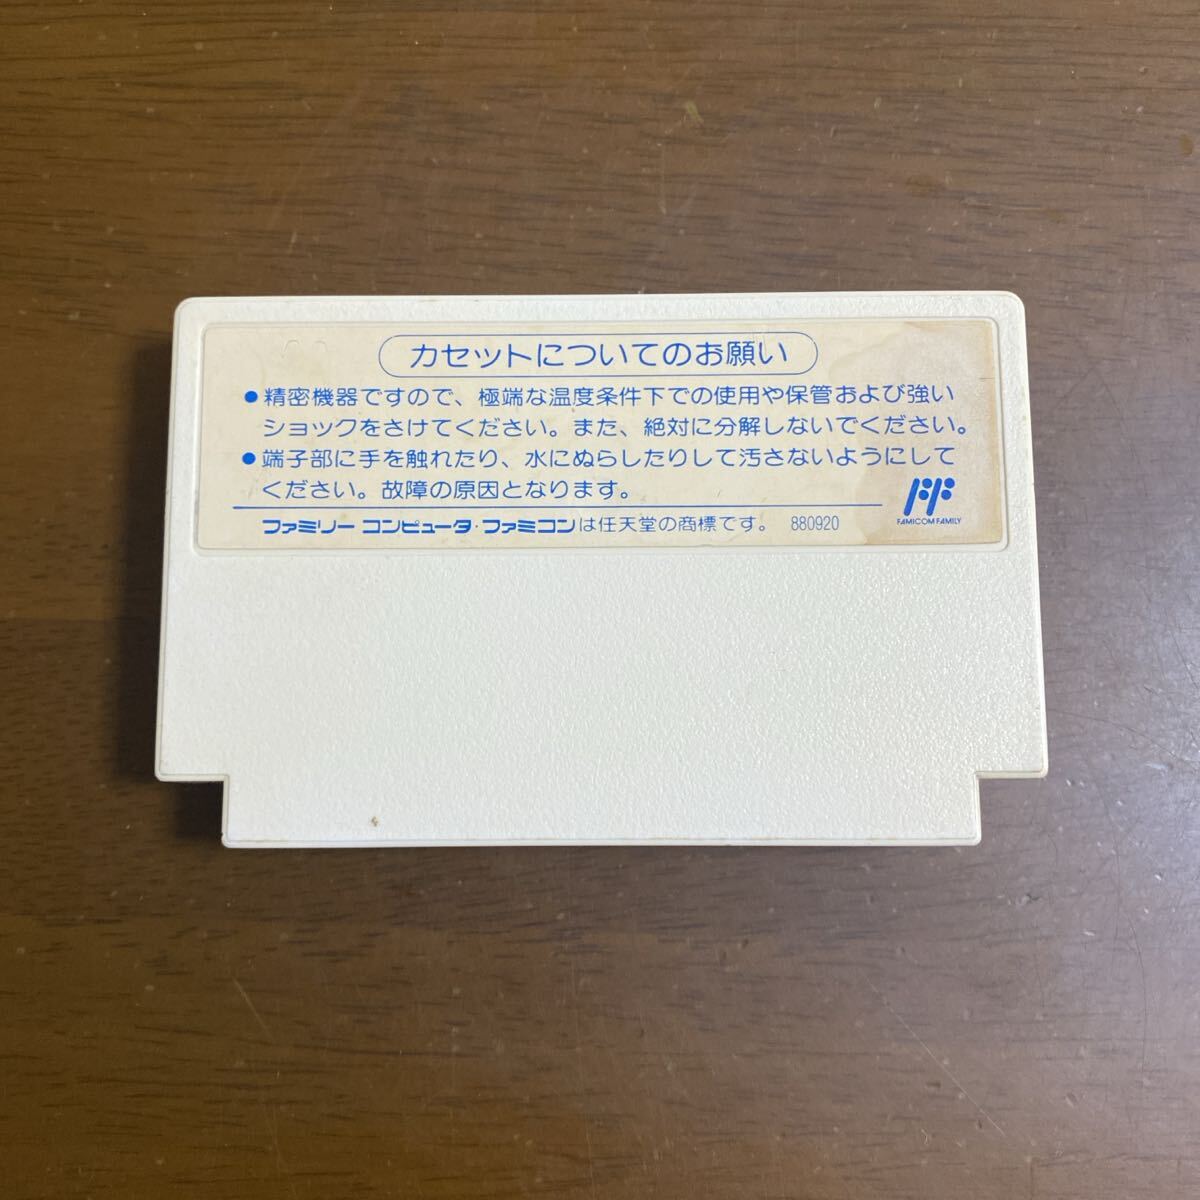 カセットについてのお願い
●精密機器ですので、極端な温度条件下での使用や保管および強い
ショックをさけてください。また、絶対に分解しないでください。
●端子部に手を触れたり、水にぬらしたりして汚さないようにして
ください。故障の原因となります。
FAMICOM FAMILY
ファミリー コンピュータ・ファミコンは任天堂の商標です。 880920